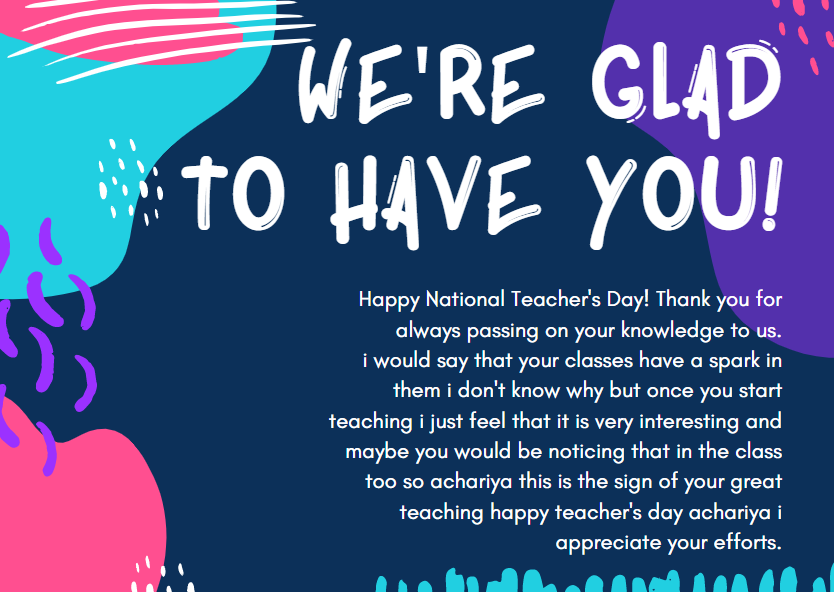 WE'RE GLAD
TO HAVE YOU!
Happy National Teacher's Day! Thank you for
always passing on your knowledge to us.
i would say that your classes have a spark in
them i don't know why but once you start
teaching i just feel that it is very interesting and
maybe you would be noticing that in the class
too so achariya this is the sign of your great
teaching happy teacher's day achariya i
appreciate your efforts.